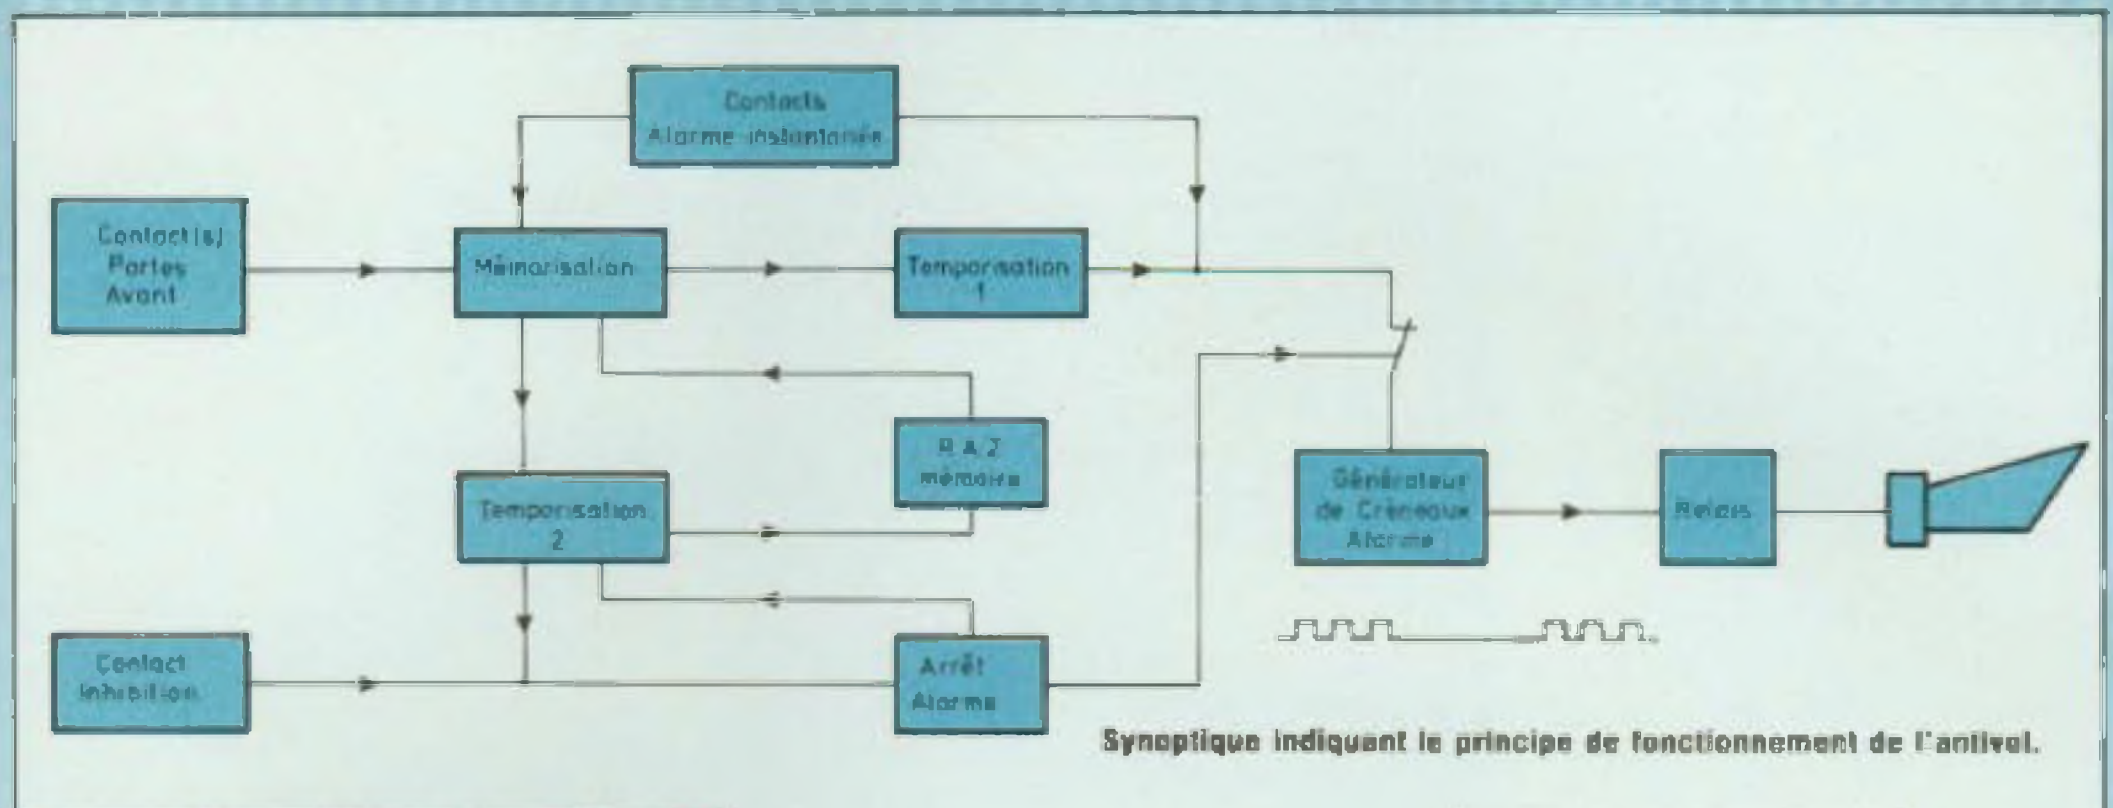 Contacts
Alarme instantanée
Contact(s)
Portes
Avant
Mémorisation
Temporisation
1
R A Z
mémoire
Temporisation
2
Générateur
de Créneaux
Alarme
Relais
Contact
Inhibition
Arrêt
Alarme
Synoptique indiquant le principe de fonctionnement de l'antivol.